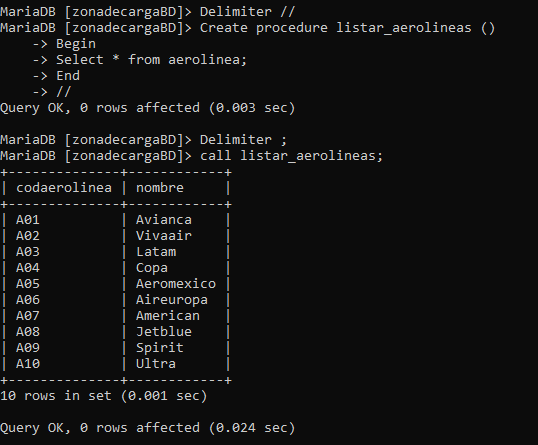 MariaDB [zonadecargaBD]> Delimiter //
MariaDB [zonadecargaBD]> Create procedure listar_aerolineas ()
    -> Begin
    -> Select * from aerolinea;
    -> End
    -> //
Query OK, 0 rows affected (0.003 sec)

MariaDB [zonadecargaBD]> Delimiter ;
MariaDB [zonadecargaBD]> call listar_aerolineas;
+--------------+------------+
| codaerolinea | nombre     |
+--------------+------------+
| A01          | Avianca    |
| A02          | Vivaair    |
| A03          | Latam      |
| A04          | Copa       |
| A05          | Aeromexico |
| A06          | Aireuropa  |
| A07          | American   |
| A08          | Jetblue    |
| A09          | Spirit     |
| A10          | Ultra      |
+--------------+------------+
10 rows in set (0.001 sec)

Query OK, 0 rows affected (0.024 sec)